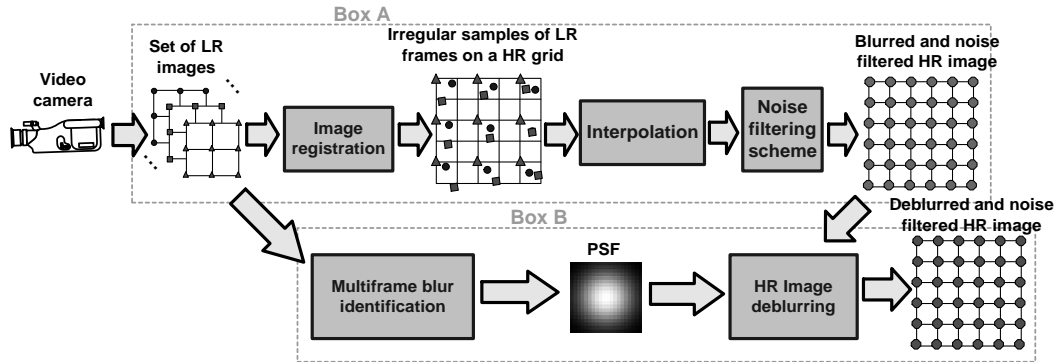 Box A
Video
camera
Set of LR
images
Image
registration
Irregular samples of LR
frames on a HR grid
Interpolation
Noise
filtering
scheme
Blurred and noise
filtered HR image
Box B
Multiframe blur
identification
PSF
HR Image
deblurring
Deblurred and noise
filtered HR image